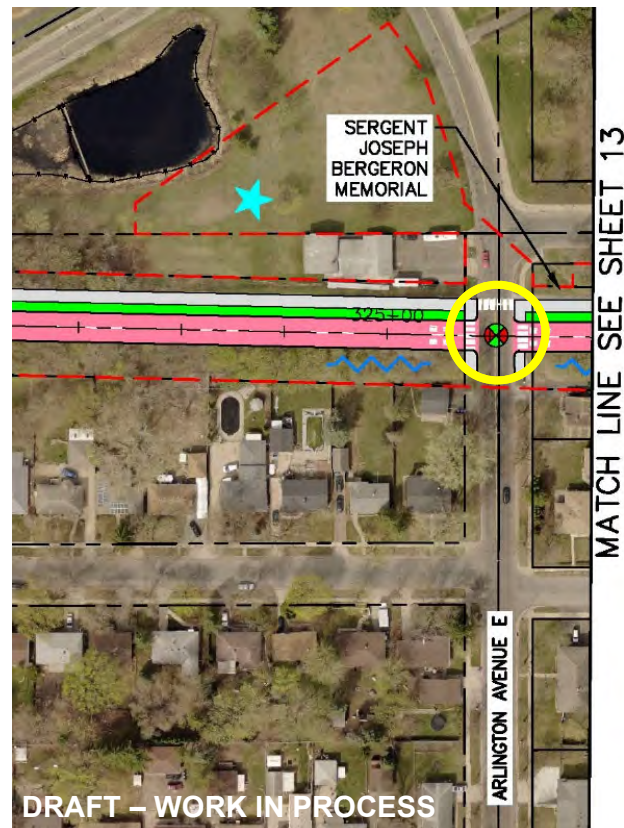 SERGENT
JOSEPH
BERGERON
MEMORIAL
MATCH LINE SEE SHEET 13
325+00
ARLINGTON AVENUE E
DRAFT – WORK IN PROCESS